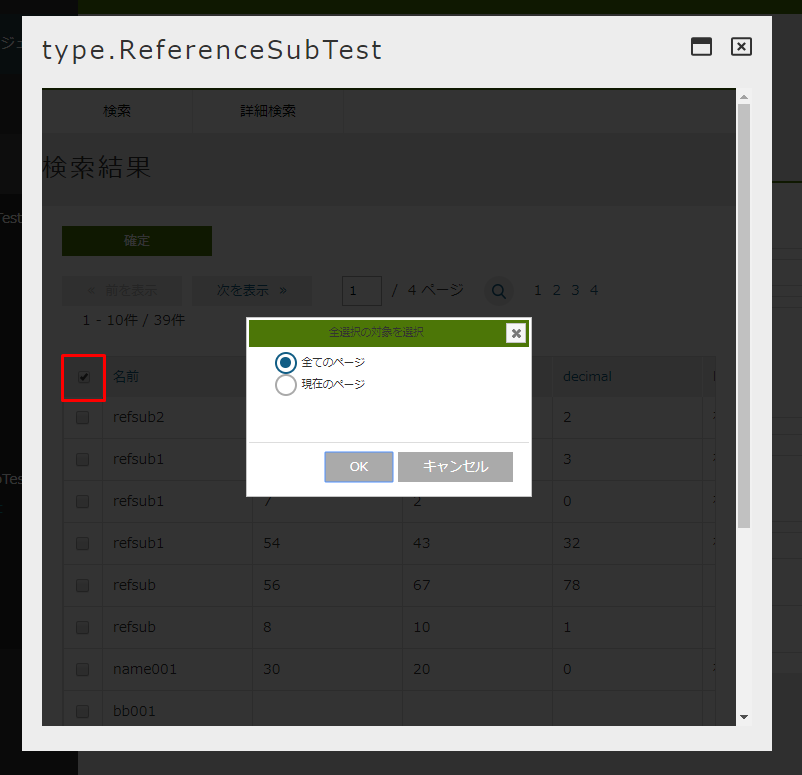 type.ReferenceSubTest
検索 詳細検索
検索結果
確定
« 前を表示 次を表示 » 1 / 4 ページ 1 2 3 4
1 - 10件 / 39件
全選択の対象を選択
全てのページ
現在のページ
OK キャンセル
名前 decimal
refsub2 2
refsub1 3
refsub1 7 2 0
refsub1 54 43 32
refsub 56 67 78
refsub 8 10 1
name001 30 20 0
bb001
Test